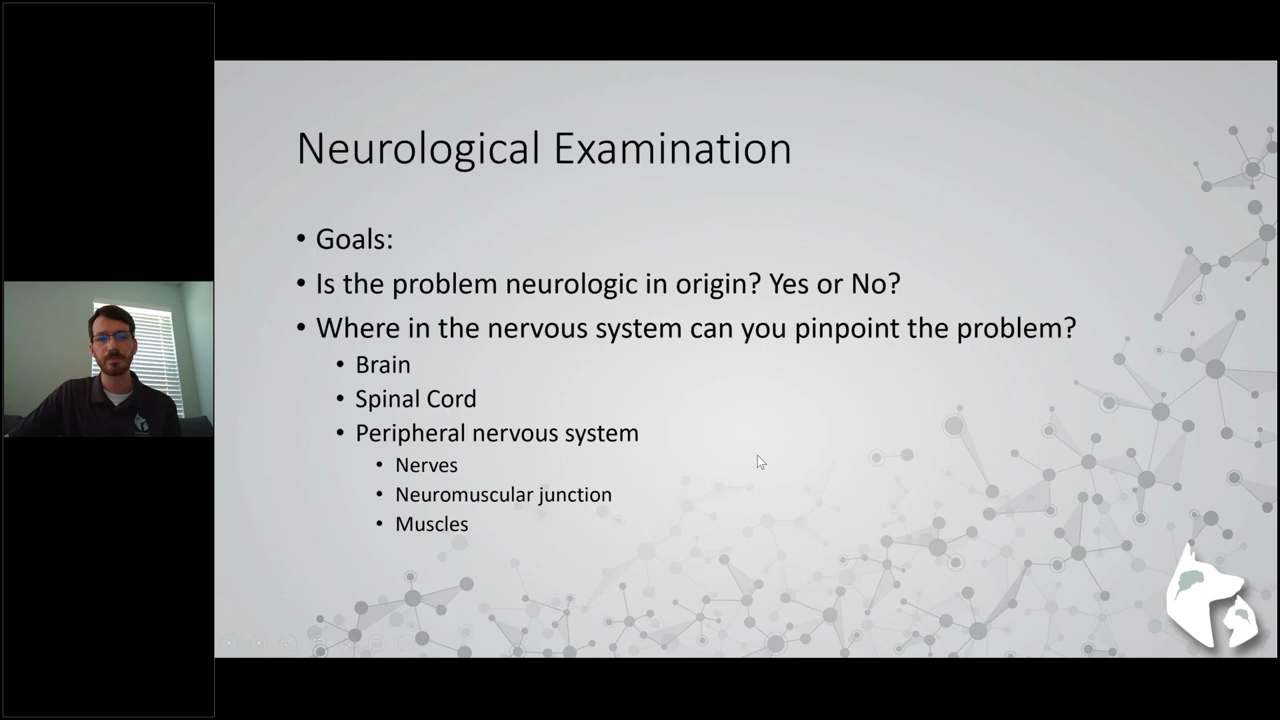 Neurological Examination
• Goals:
• Is the problem neurologic in origin? Yes or No?
• Where in the nervous system can you pinpoint the problem?
• Brain
• Spinal Cord
• Peripheral nervous system
• Nerves
• Neuromuscular junction
• Muscles